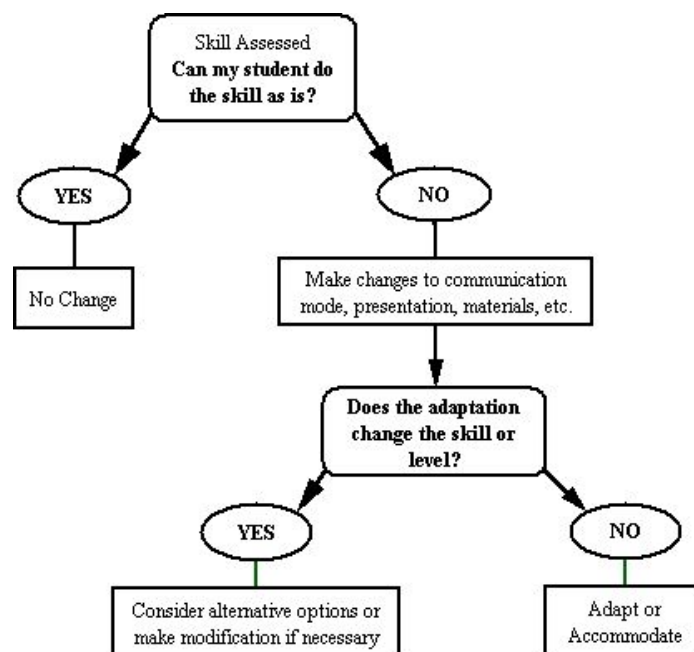 Skill Assessed
Can my student do
the skill as is?
YES
NO
No Change
Make changes to communication
mode, presentation, materials, etc.
Does the adaptation
change the skill or
level?
YES
NO
Consider alternative options or
make modification if necessary
Adapt or
Accommodate